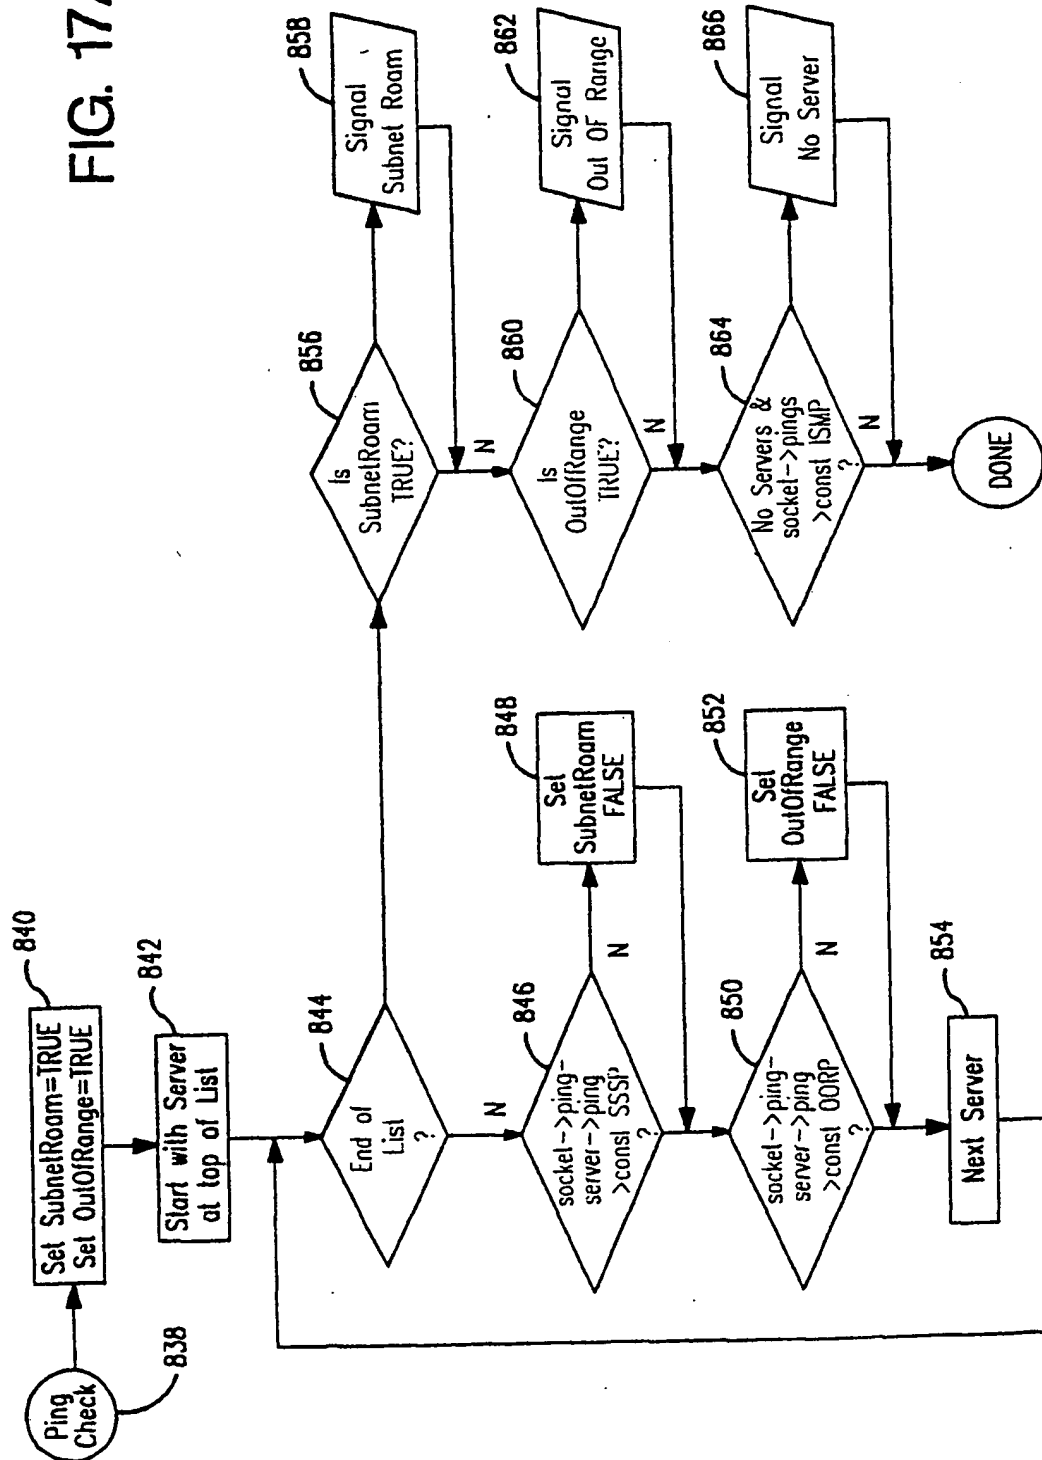 FIG. 17A
Ping
Check
838
Set SubnetRoam=TRUE
Set OutOfRange=TRUE
840
Start with Server
at top of List
842
End of
List
?
844
N
socket->ping-
server->ping
>const SSSP
?
846
N
Set
SubnetRoam
FALSE
848
socket->ping-
server->ping
>const OORP
?
850
N
Set
OutOfRange
FALSE
852
Next Server
854
Is
SubnetRoam
TRUE?
856
N
Signal
Subnet Roam
858
Is
OutOfRange
TRUE?
860
N
Signal
Out OF Range
862
No Servers &
socket->pings
>const ISMP
?
864
N
Signal
No Server
866
DONE